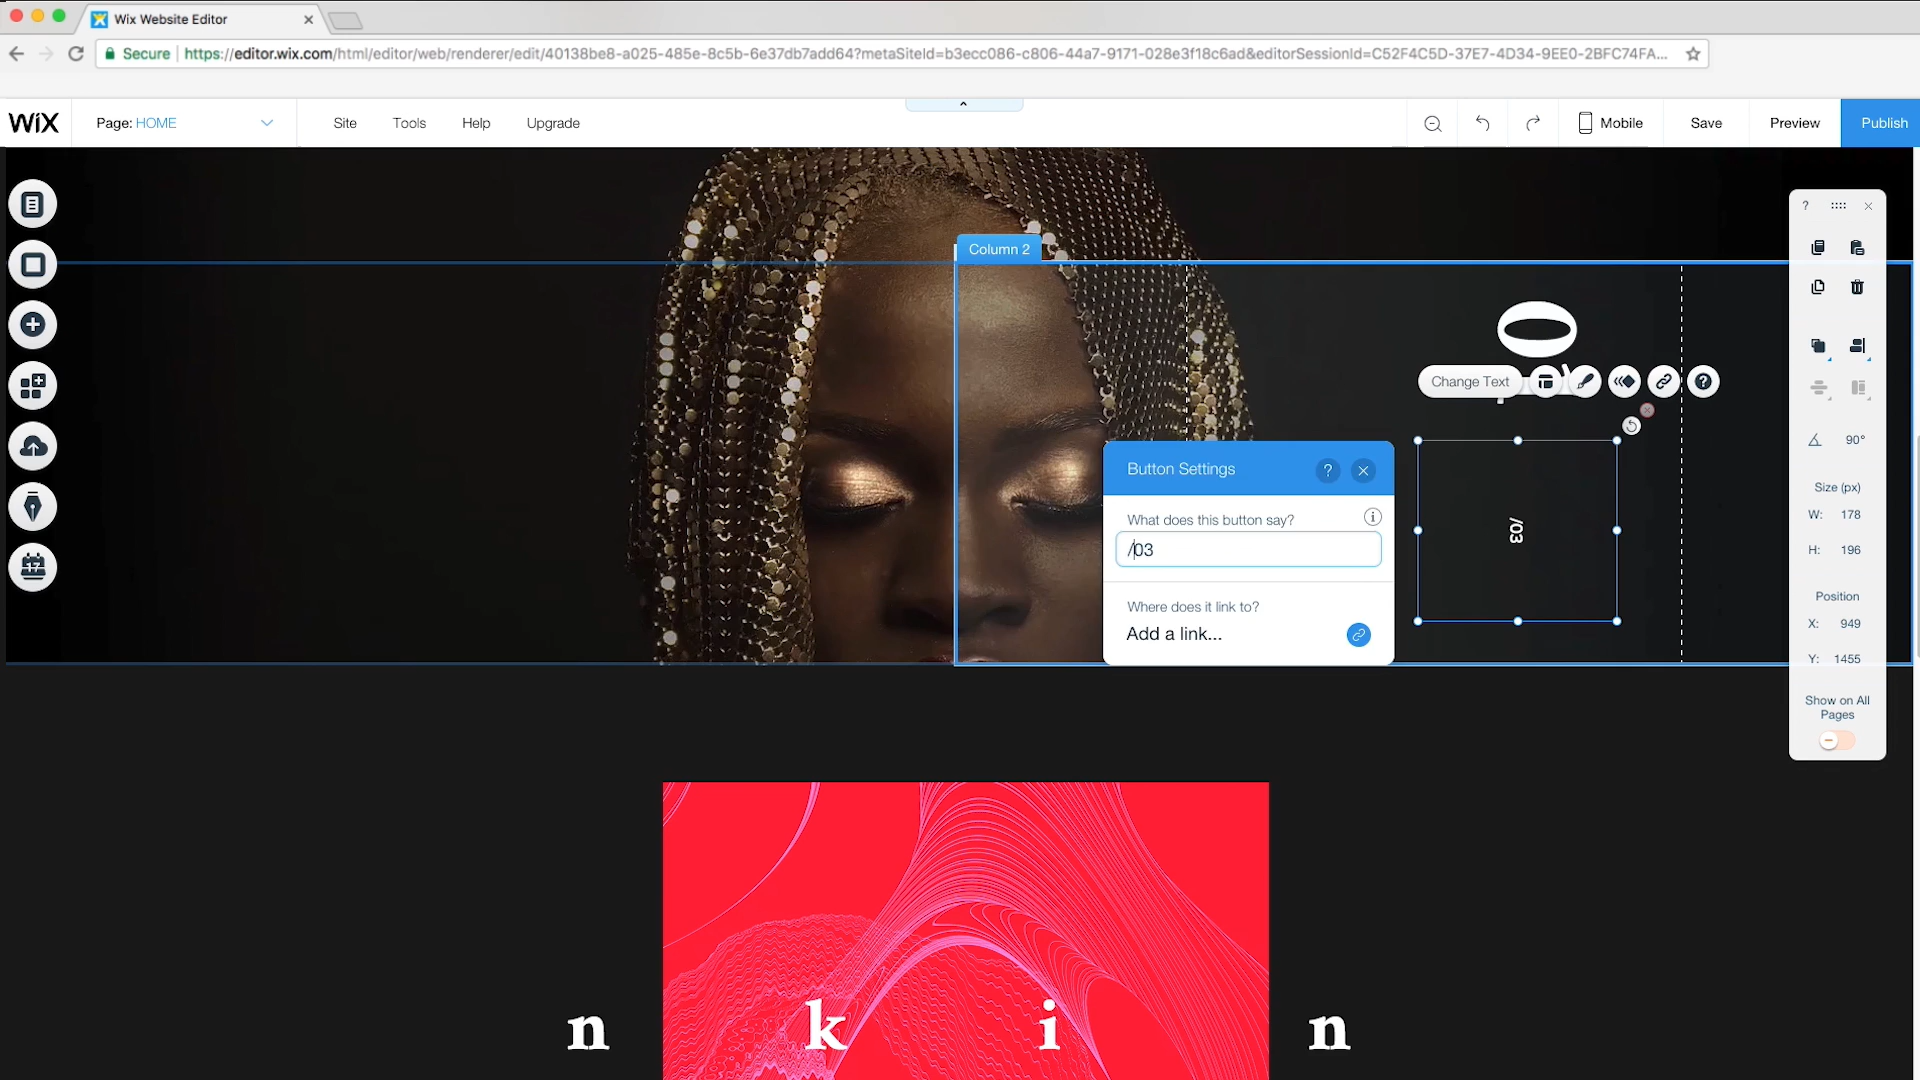 Wix Website Editor
Secure https://editor.wix.com/html/editor/web/renderer/edit/40138be8-a025-485e-8c5b-6e37db7add64?metaSiteId=b3ecc086-c806-44a7-9171-028e3f18c6ad&editorSessionId=C52F4C5D-37E7-4D34-9EE0-2BFC74FA...
WiX Page: HOME Site Tools Help Upgrade Mobile Save Preview Publish
Column 2
Change Text
Button Settings
What does this button say?
/03
Where does it link to?
Add a link...
/03
17
90°
Size (px)
W: 178
H: 196
Position
X: 949
Y: 1455
Show on All
Pages
n k i n